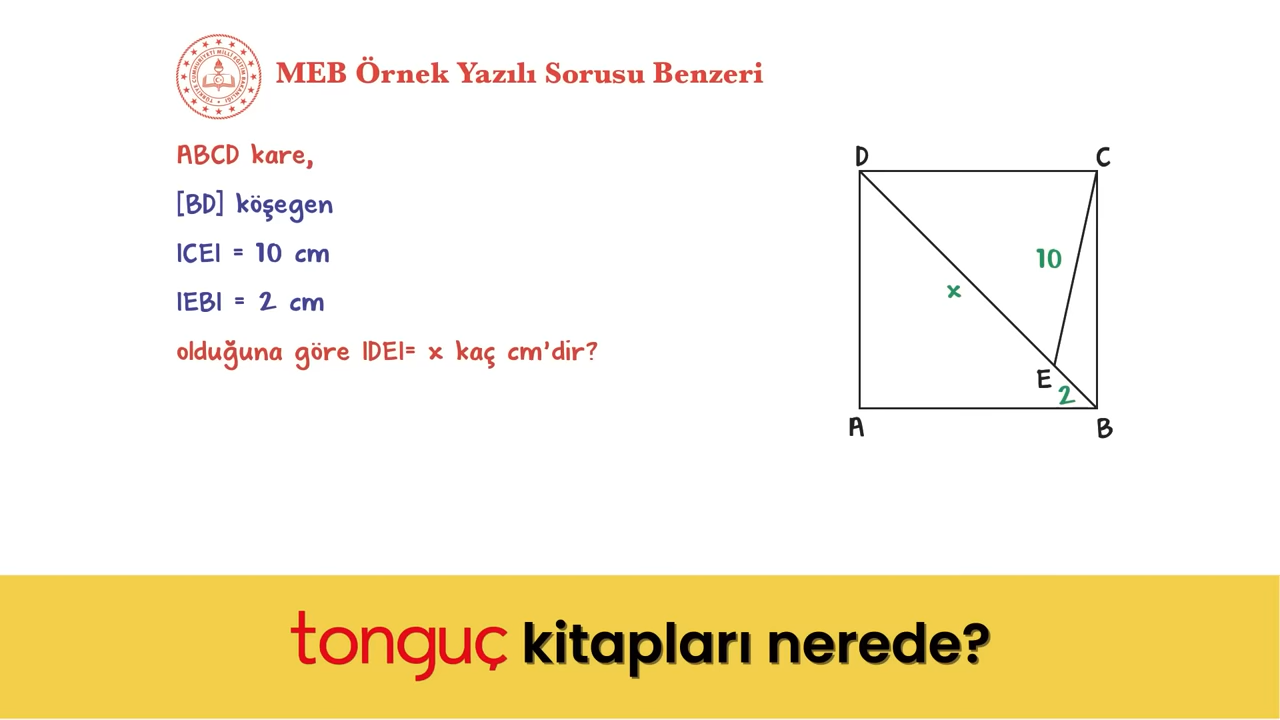 MEB Örnek Yazılı Sorusu Benzeri
ABCD kare,
[BD] köşegen
|CE| = 10 cm
|EB| = 2 cm
olduğuna göre |DE|= x kaç cm'dir?
D
C
10
x
E
2
A
B
tonguç kitapları nerede?